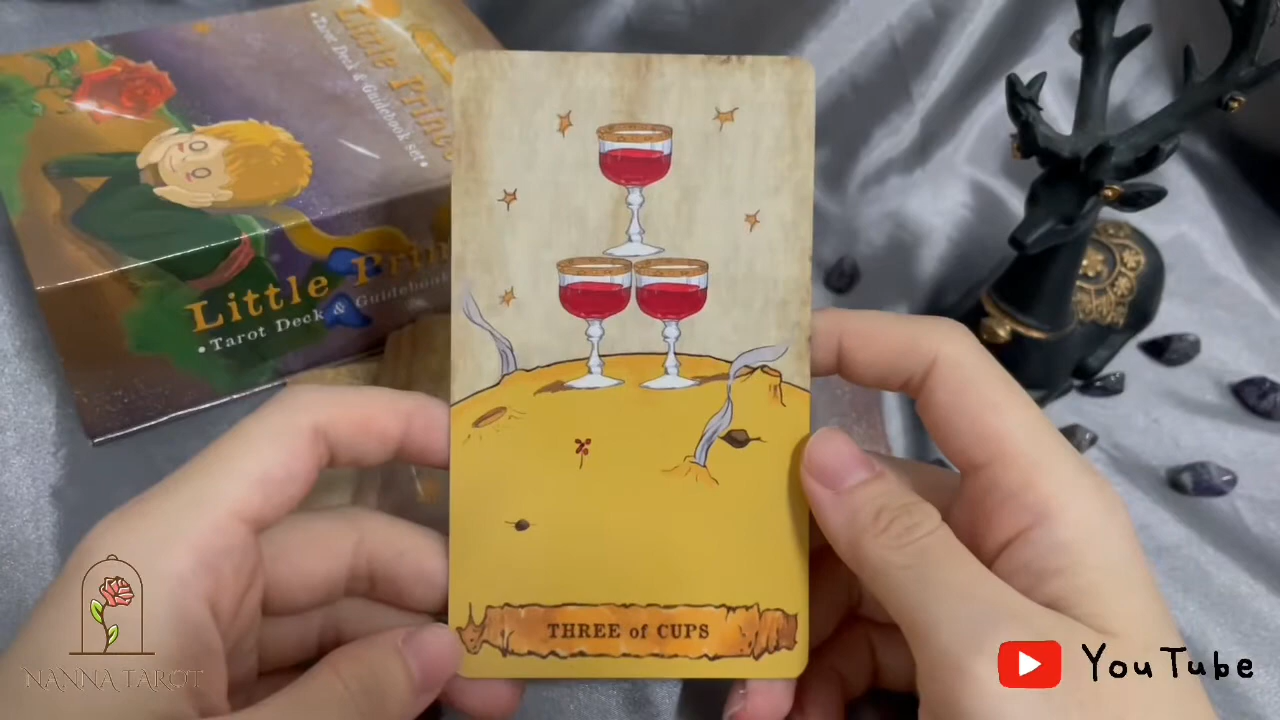 Little Prince
•Tarot Deck & Guidebook set•
Little Prin
•Tarot Deck & Guidebook
THREE of CUPS
NANNA TAROT
YouTube